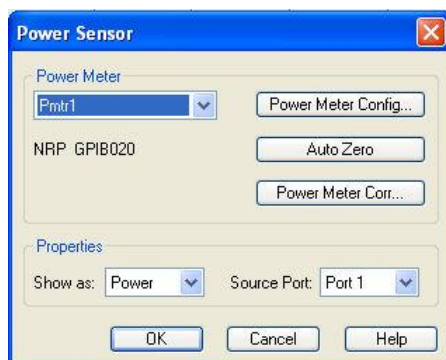 Power Sensor
Power Meter
Pmtr1
Power Meter Config...
NRP GPIB020
Auto Zero
Power Meter Corr...
Properties
Show as: Power Source Port: Port 1
OK Cancel Help